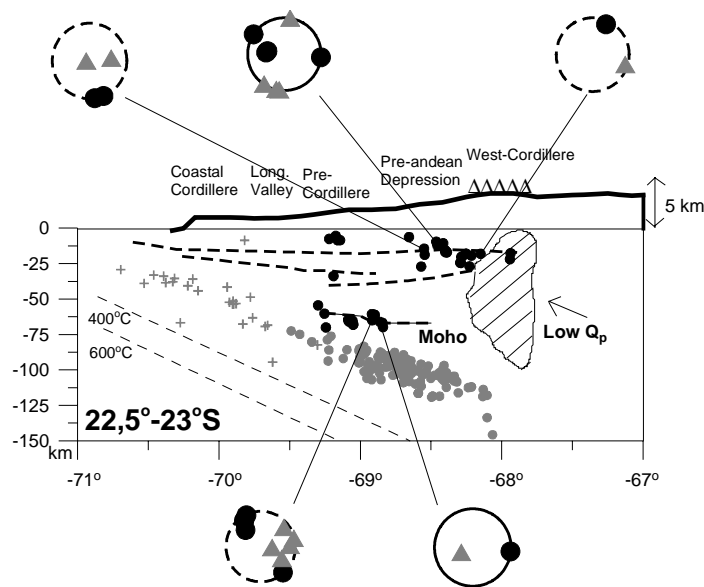 Coastal
Cordillere
Long.
Valley
Pre-
Cordillere
Pre-andean
Depression
West-Cordillere
5 km
0
-25
-50
-75
-100
-125
-150
km
400°C
600°C
Moho
Low Qp
22,5°-23°S
-71
-70
-69
-68
-67